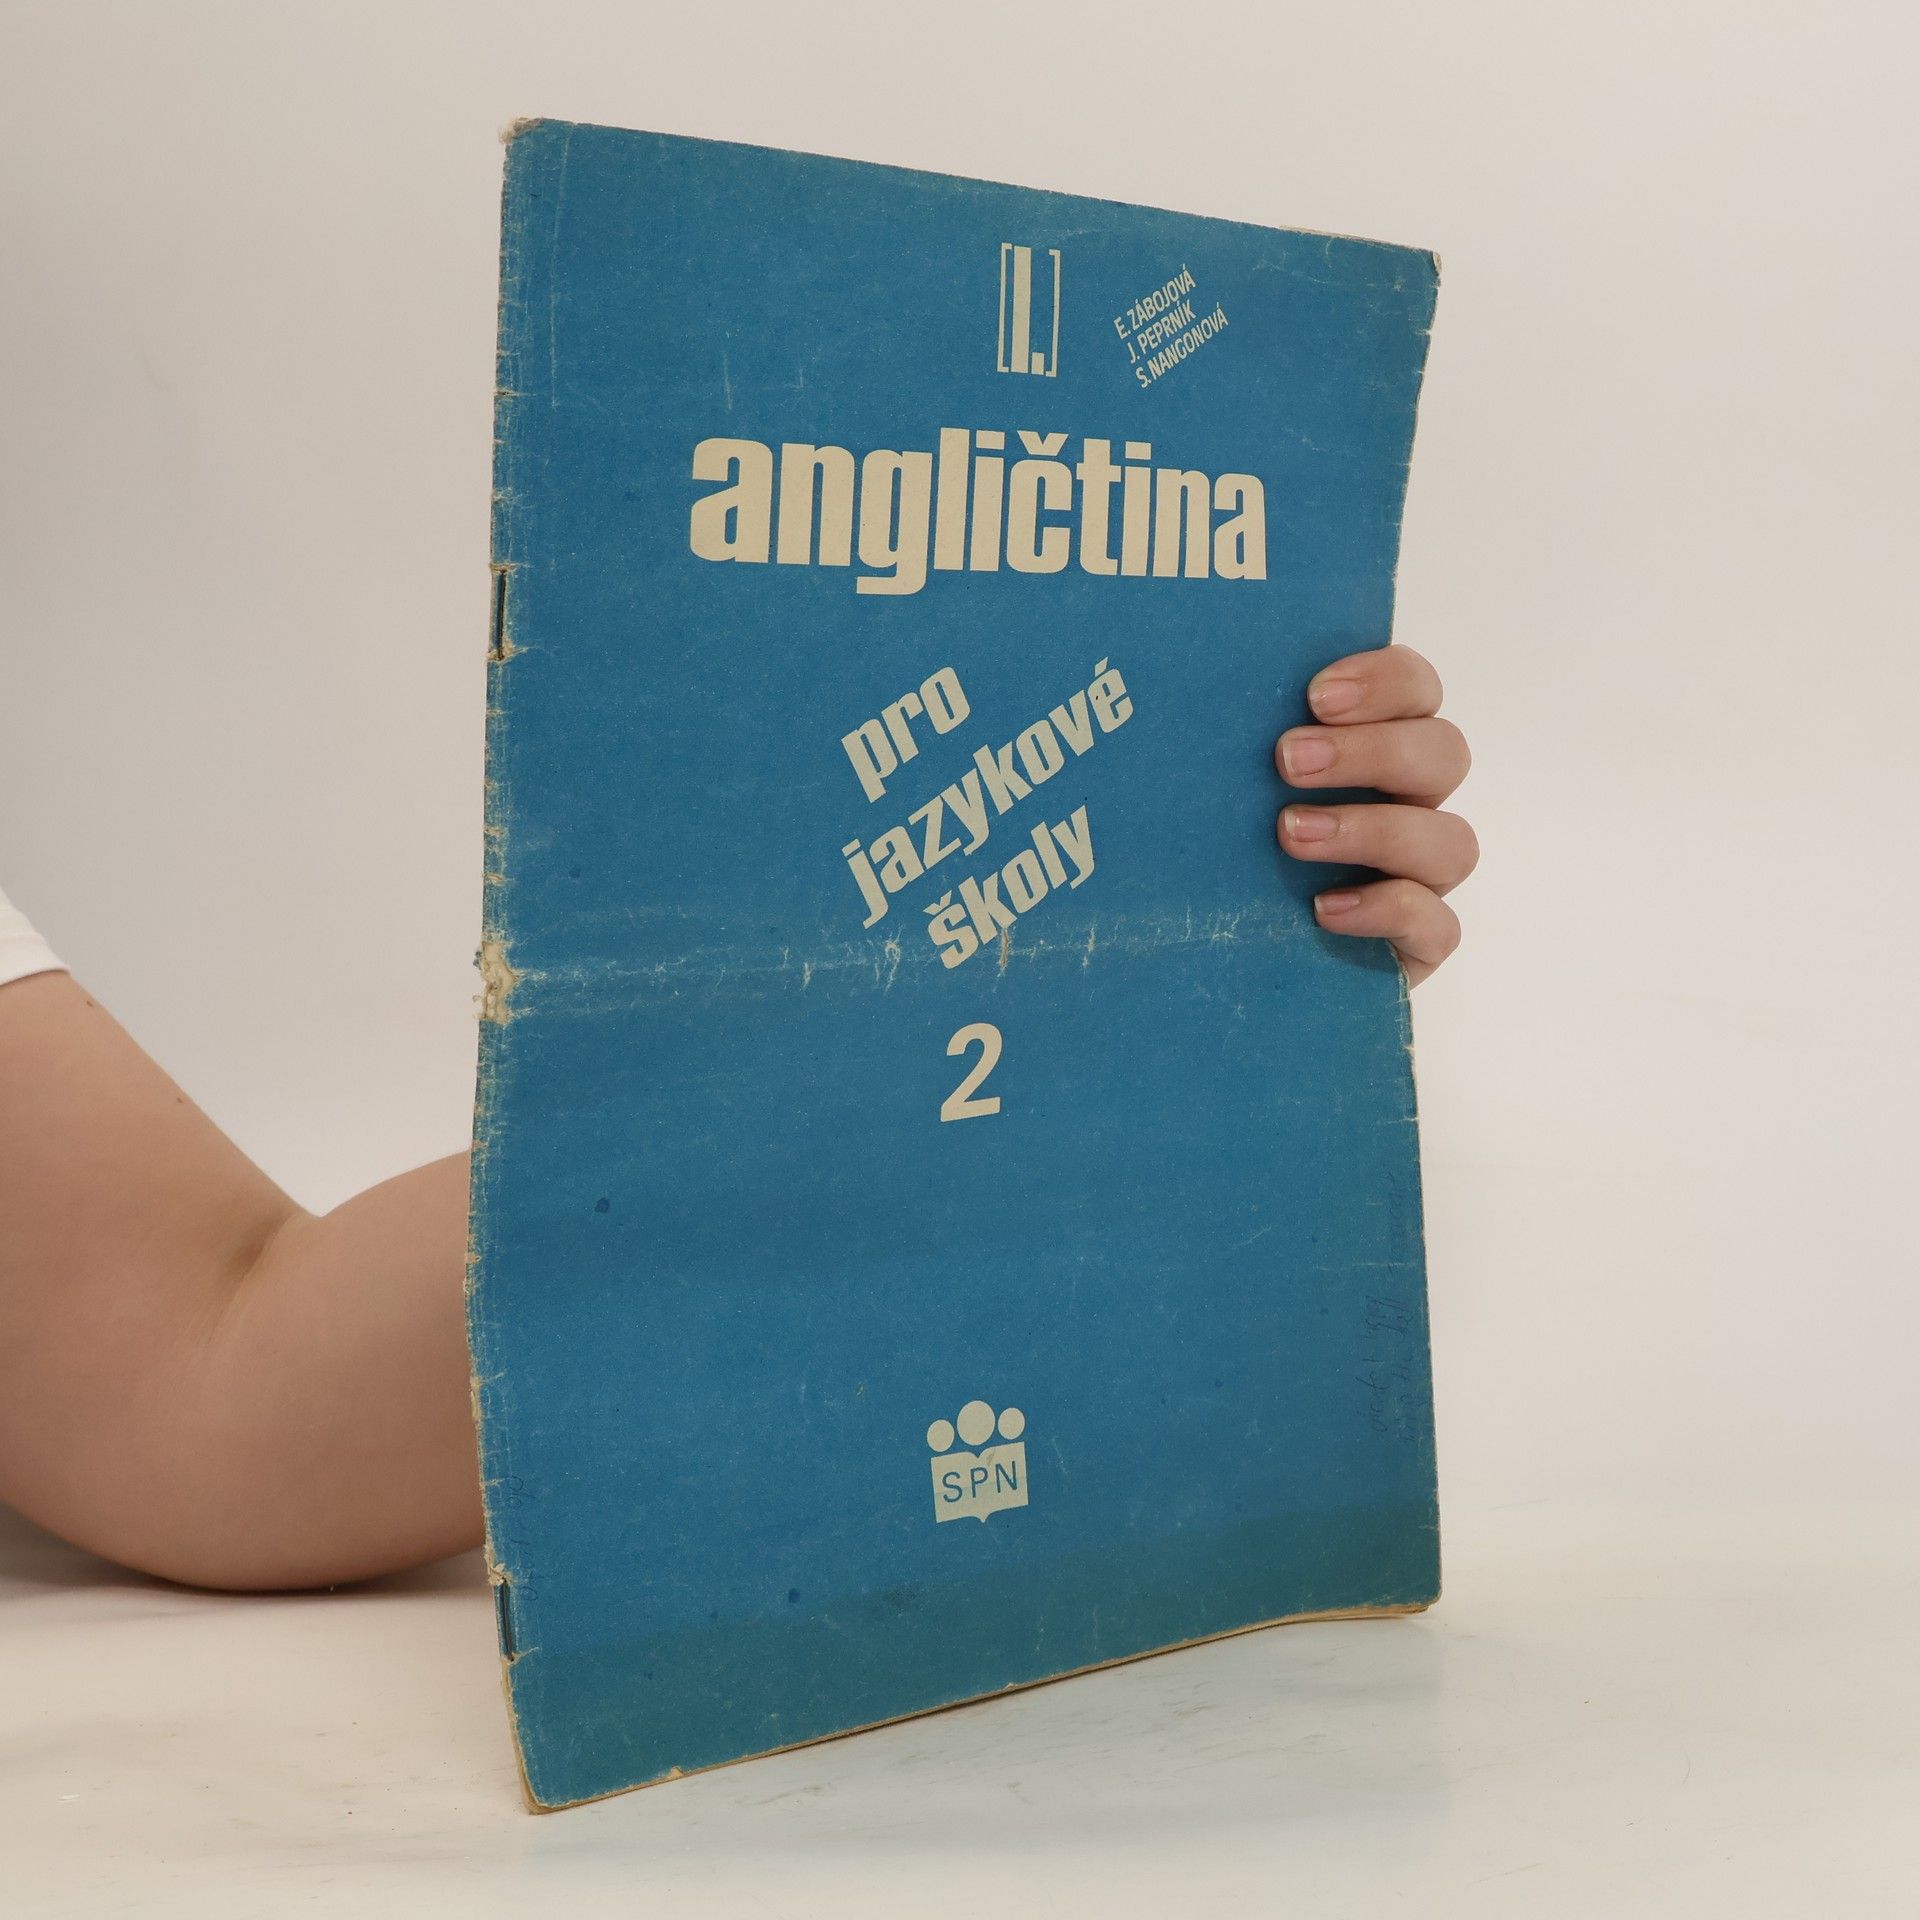 [I.]
E. ZÁBOJOVÁ
J. PEPRNÍK
S. NANGONOVÁ
angličtina
pro
jazykové
školy
2
SPN